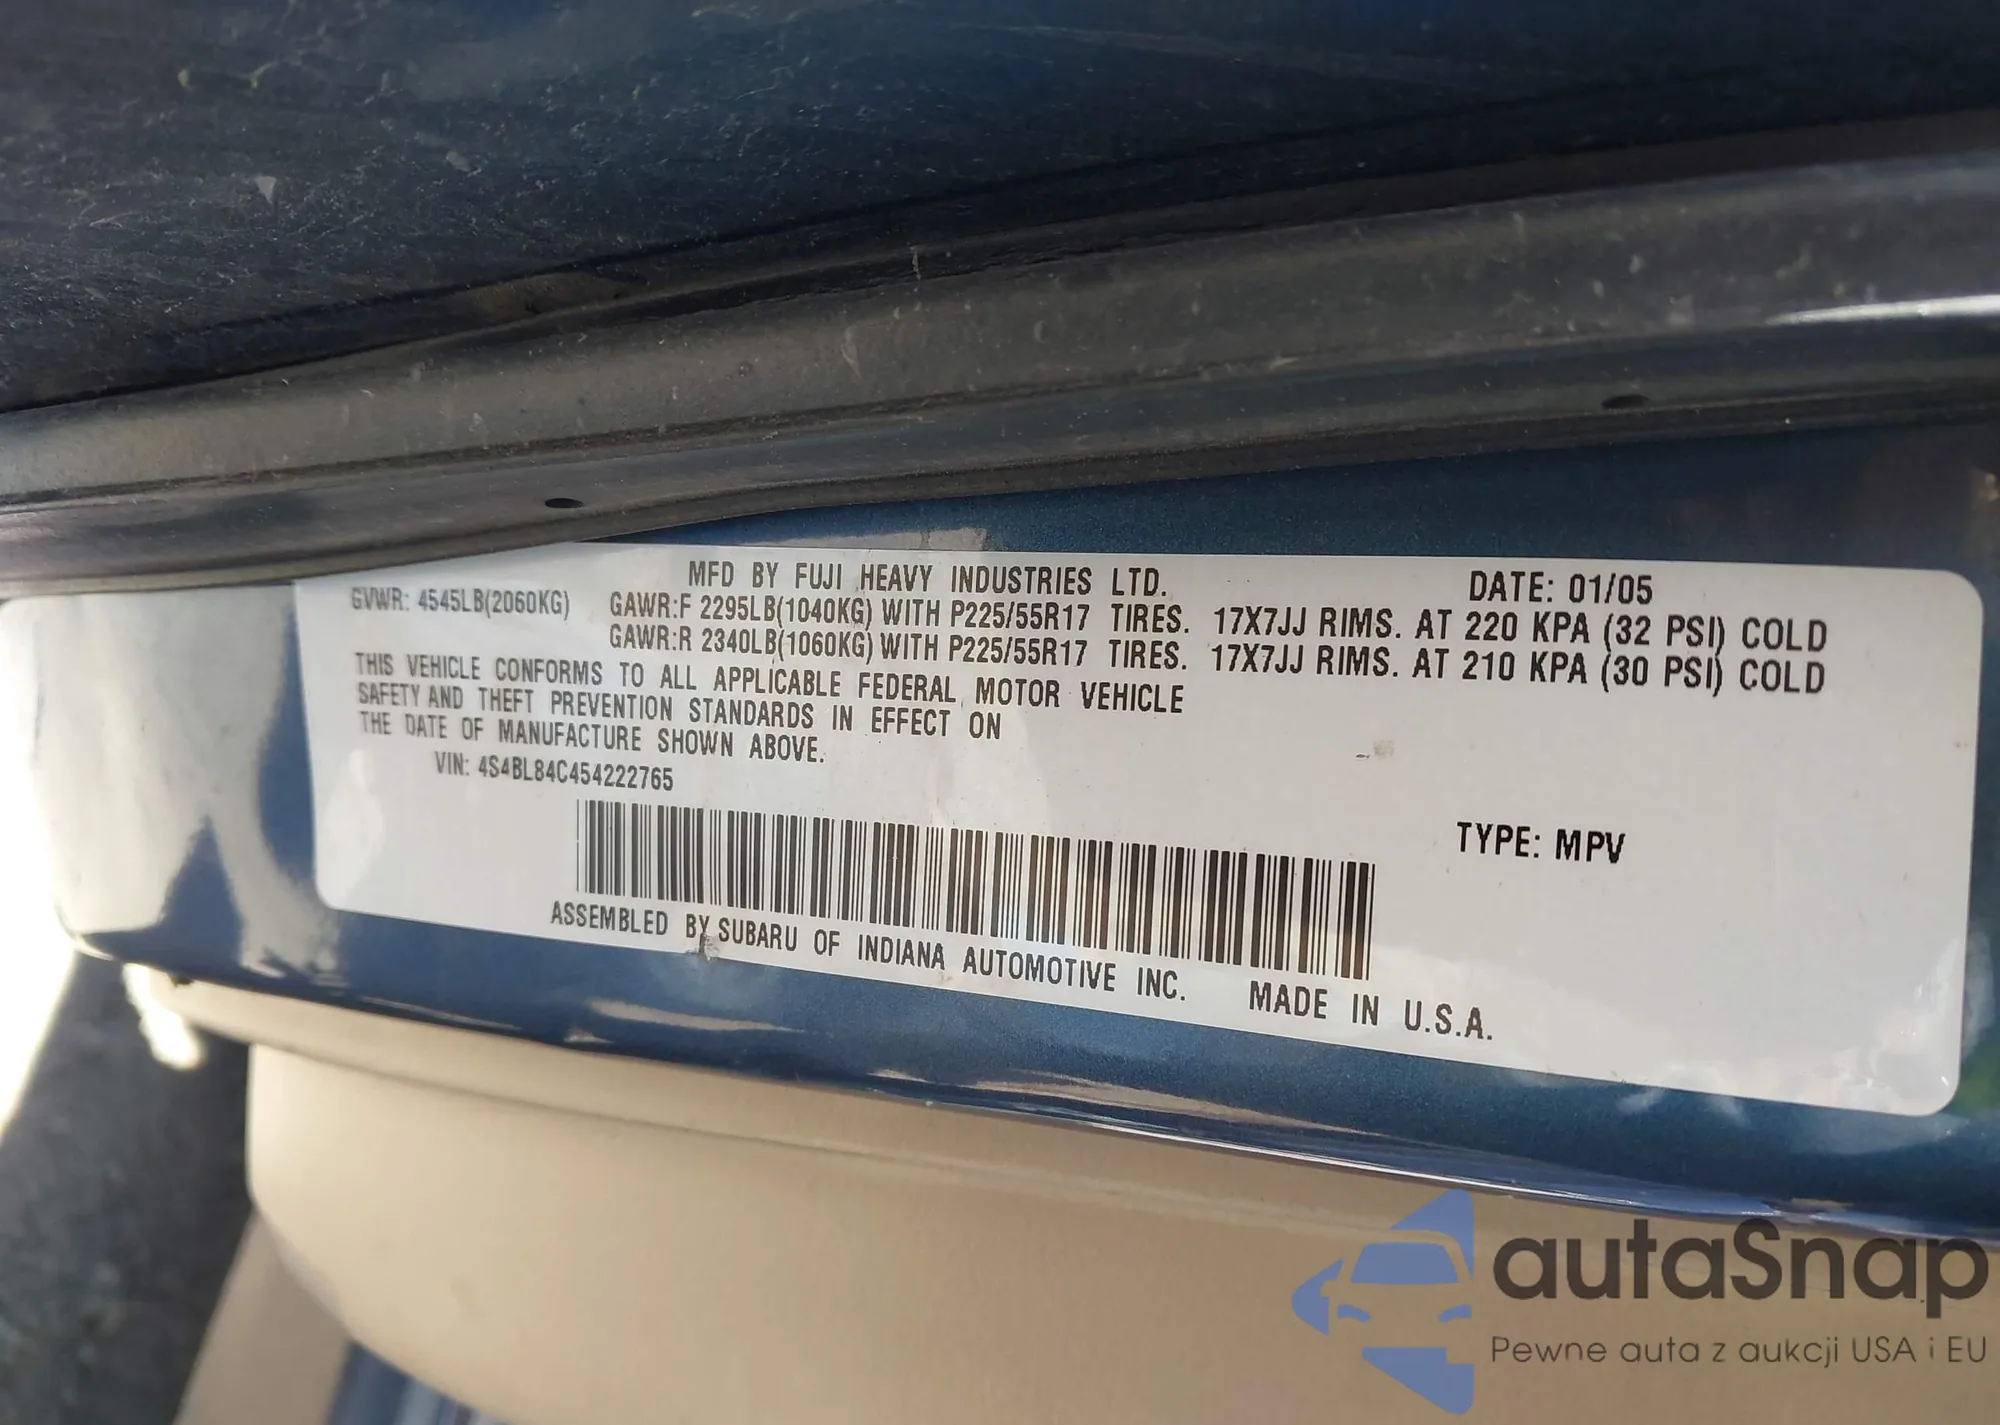 MFD BY FUJI HEAVY INDUSTRIES LTD. DATE: 01/05
GVWR: 4545LB(2060KG) GAWR:F 2295LB(1040KG) WITH P225/55R17 TIRES. 17X7JJ RIMS. AT 220 KPA (32 PSI) COLD
GAWR:R 2340LB(1060KG) WITH P225/55R17 TIRES. 17X7JJ RIMS. AT 210 KPA (30 PSI) COLD
THIS VEHICLE CONFORMS TO ALL APPLICABLE FEDERAL MOTOR VEHICLE
SAFETY AND THEFT PREVENTION STANDARDS IN EFFECT ON
THE DATE OF MANUFACTURE SHOWN ABOVE.
VIN: 4S4BL84C454222765
TYPE: MPV
ASSEMBLED BY SUBARU OF INDIANA AUTOMOTIVE INC. MADE IN U.S.A.
autaSnap
Pewne auta z aukcji USA i EU